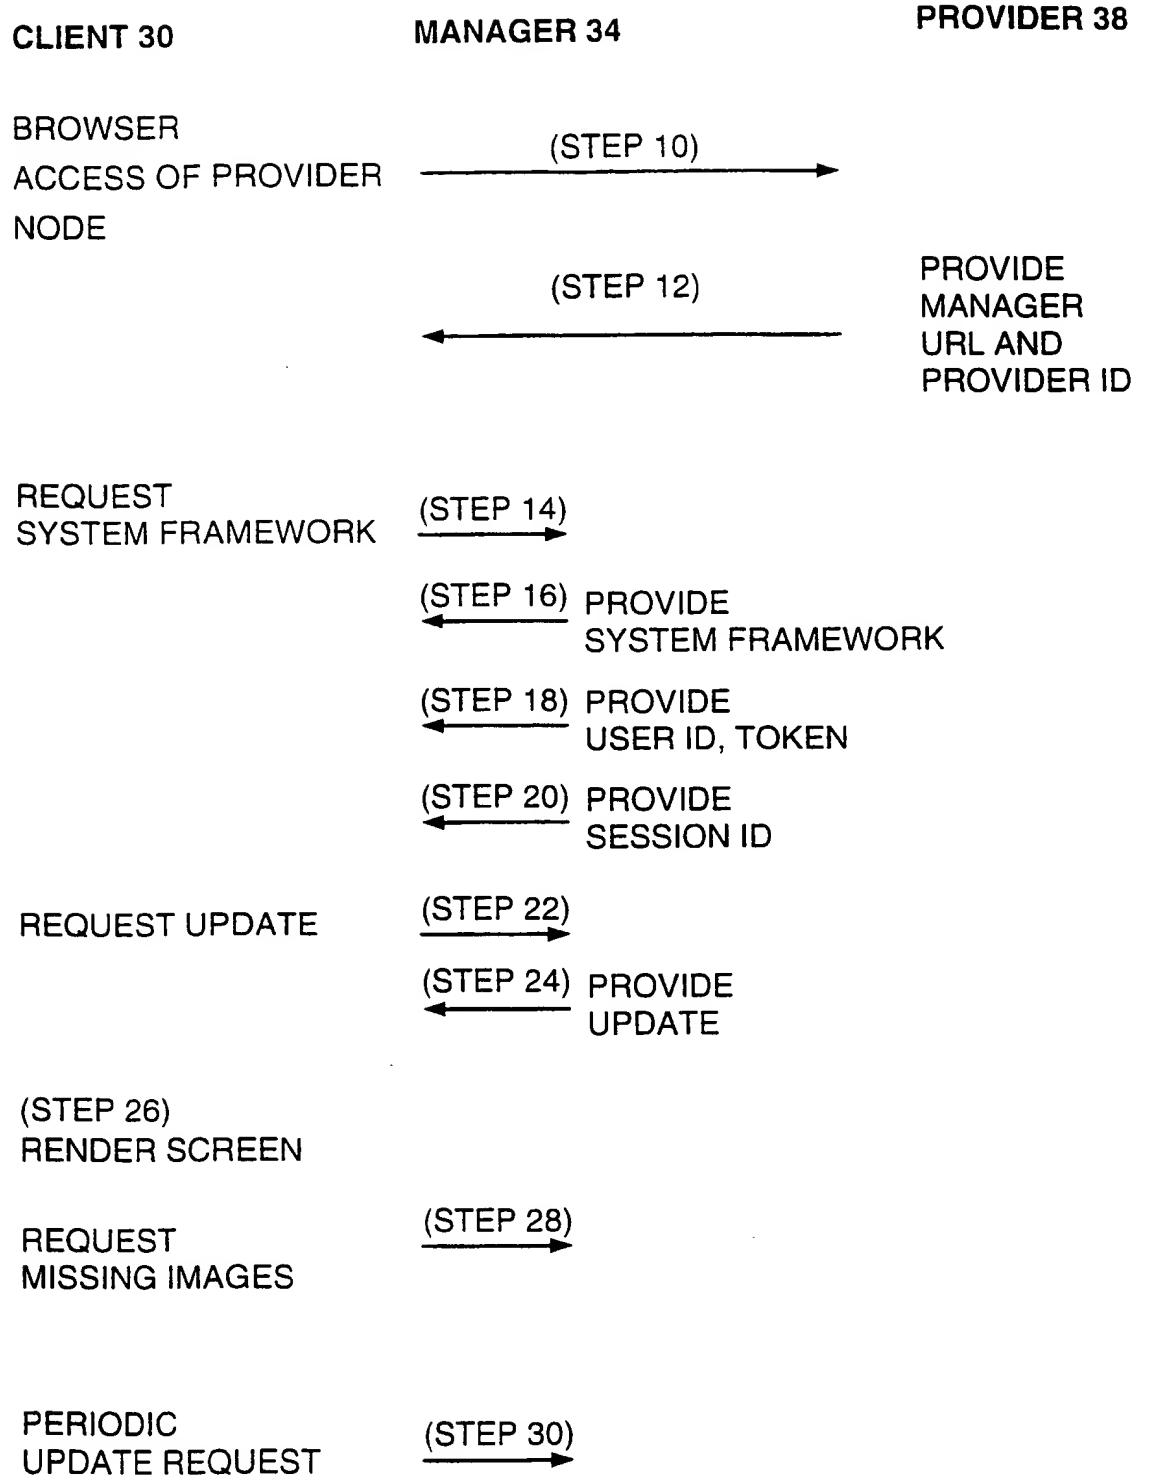 CLIENT 30
MANAGER 34
PROVIDER 38
BROWSER
ACCESS OF PROVIDER
NODE
(STEP 10)
(STEP 12)
PROVIDE
MANAGER
URL AND
PROVIDER ID
REQUEST
SYSTEM FRAMEWORK
(STEP 14)
(STEP 16)
PROVIDE
SYSTEM FRAMEWORK
(STEP 18)
PROVIDE
USER ID, TOKEN
(STEP 20)
PROVIDE
SESSION ID
REQUEST UPDATE
(STEP 22)
(STEP 24)
PROVIDE
UPDATE
(STEP 26)
RENDER SCREEN
REQUEST
MISSING IMAGES
(STEP 28)
PERIODIC
UPDATE REQUEST
(STEP 30)